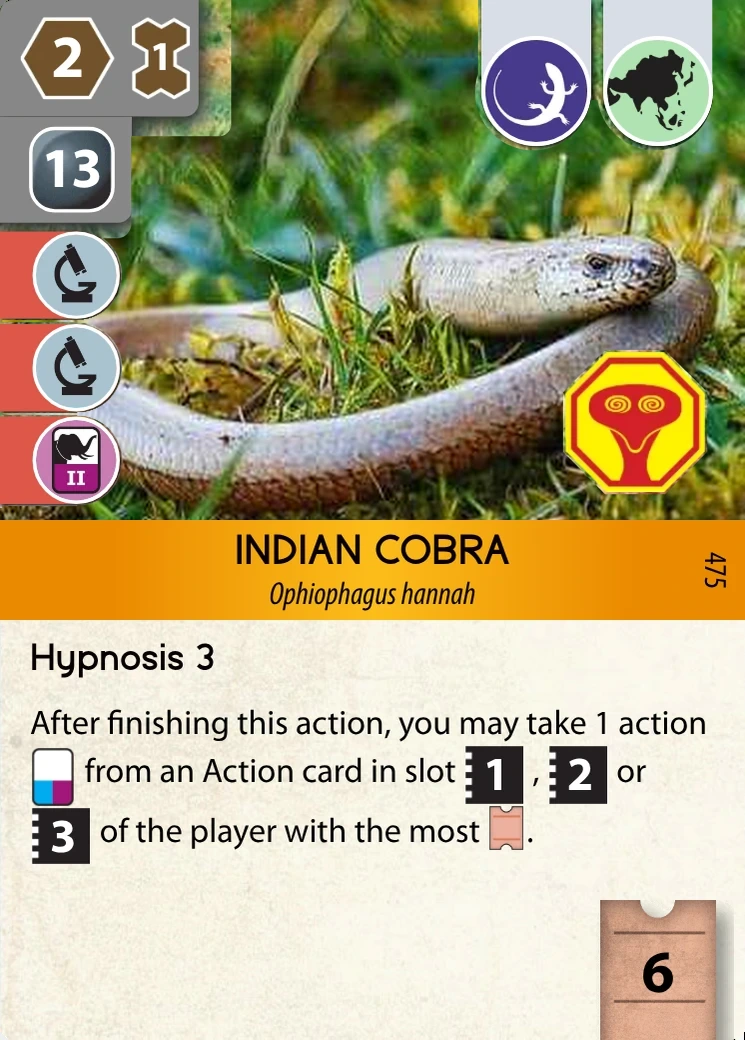 2 1
13
II
INDIAN COBRA
Ophiophagus hannah
475
Hypnosis 3
After finishing this action, you may take 1 action
from an Action card in slot 1 , 2 or
3 of the player with the most .
6